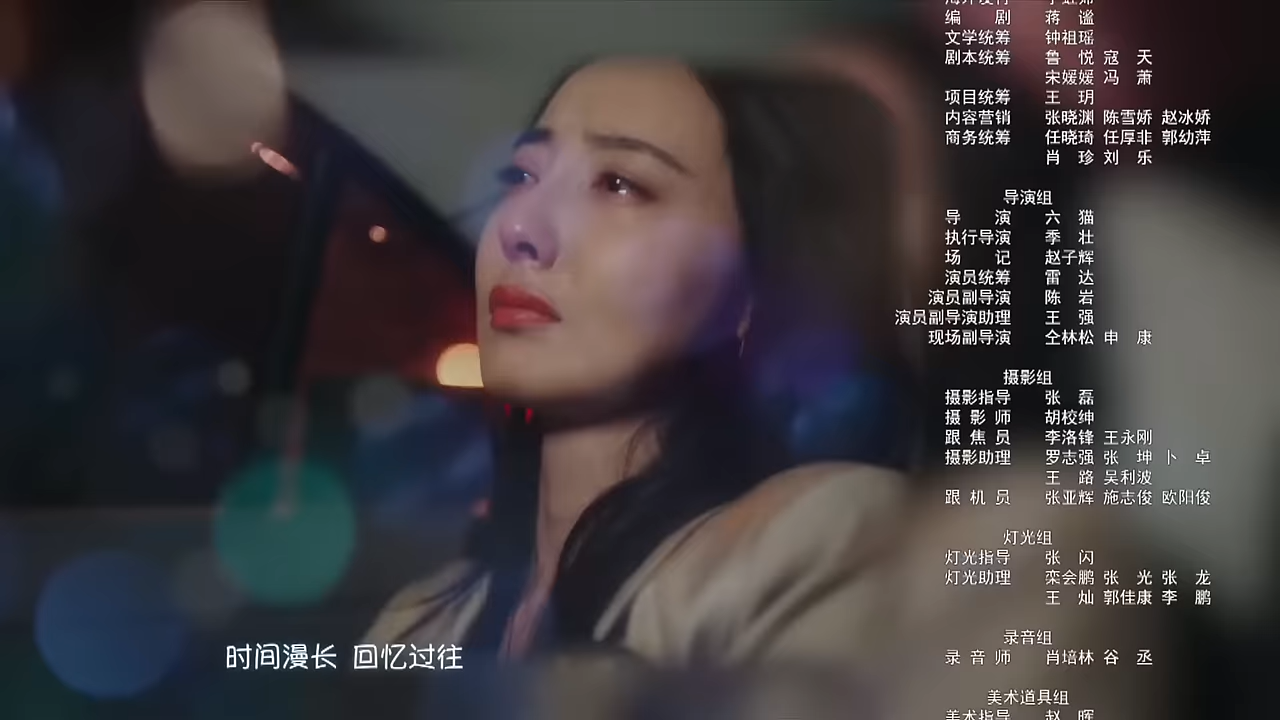 编 剧 蒋 谧
文学统筹 钟祖瑶
剧本统筹 鲁 悦 寇 天
宋媛媛 冯 萧
项目统筹 王 玥
内容营销 张晓渊 陈雪娇 赵冰娇
商务统筹 任晓琦 任厚非 郭幼萍
肖 珍 刘 乐
导演组
导 演 六 猫
执行导演 季 壮
场 记 赵子辉
演员统筹 雷 达
演员副导演 陈 岩
演员副导演助理 王 强
现场副导演 仝林松 申 康
摄影组
摄影指导 张 磊
摄 影 师 胡校绅
跟 焦 员 李洛锋 王永刚
摄影助理 罗志强 张 坤 卜 卓
王 路 吴利波
跟 机 员 张亚辉 施志俊 欧阳俊
灯光组
灯光指导 张 闪
灯光助理 栾会鹏 张 光 张 龙
王 灿 郭佳康 李 鹏
录音组
录 音 师 肖培林 谷 丞
时间漫长 回忆过往
美术道具组
美术指导 赵 晖